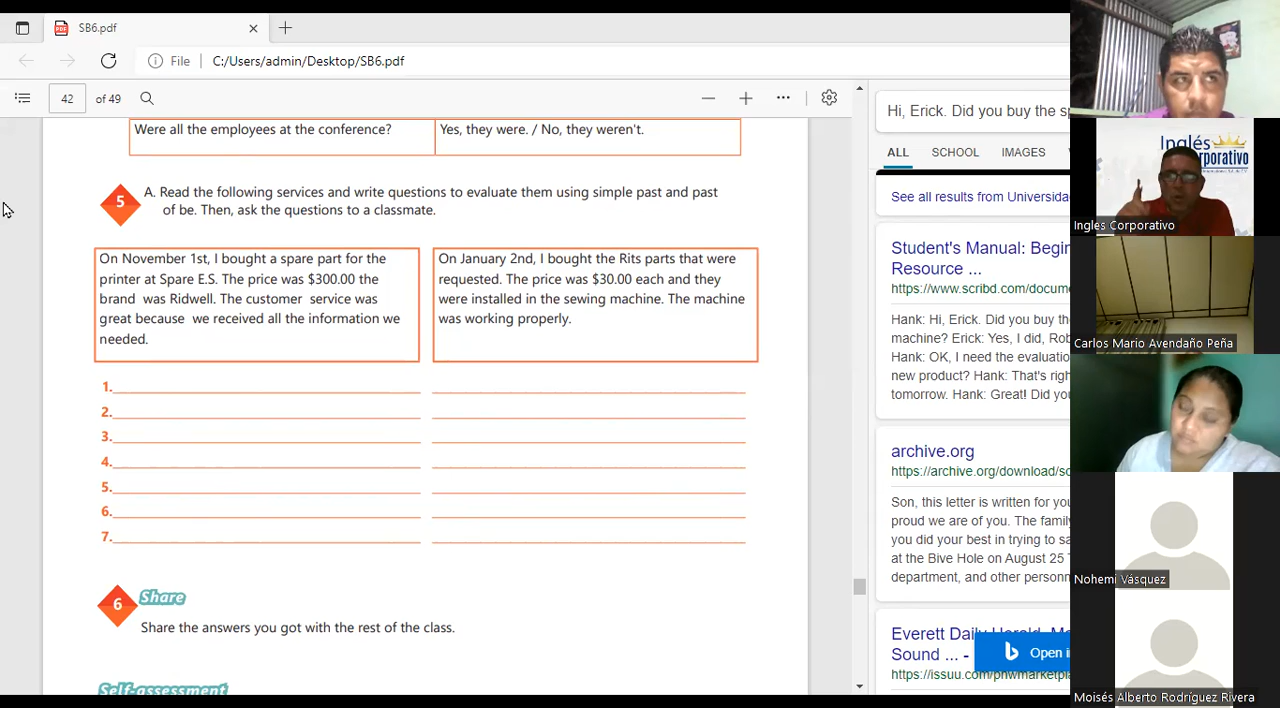 SB6.pdf
File
C:/Users/admin/Desktop/SB6.pdf
42
of 49
Were all the employees at the conference?
Yes, they were. / No, they weren't.
5
A. Read the following services and write questions to evaluate them using simple past and past
of be. Then, ask the questions to a classmate.
On November 1st, I bought a spare part for the
printer at Spare E.S. The price was $300.00 the
brand was Ridwell. The customer service was
great because we received all the information we
needed.
On January 2nd, I bought the Rits parts that were
requested. The price was $30.00 each and they
were installed in the sewing machine. The machine
was working properly.
1.
2.
3.
4.
5.
6.
7.
6
Share
Share the answers you got with the rest of the class.
Self-assessment
Hi, Erick. Did you buy the sp
ALL
SCHOOL
IMAGES
See all results from Universida
Student's Manual: Begin
Resource ...
https://www.scribd.com/docume
Hank: Hi, Erick. Did you buy the
machine? Erick: Yes, I did, Rob
Hank: OK, I need the evaluation
new product? Hank: That's righ
tomorrow. Hank: Great! Did you
archive.org
https://archive.org/download/sc
Son, this letter is written for you
proud we are of you. The family
you did your best in trying to sa
at the Bive Hole on August 25
department, and other personn
Everett Daily Herald, Ma
Sound ... -
Open in
https://issuu.com/pnwmarketpla
Inglés
Corporativo
Ingles Corporativo
Carlos Mario Avendaño Peña
Nohemi Vásquez
Moisés Alberto Rodríguez Rivera